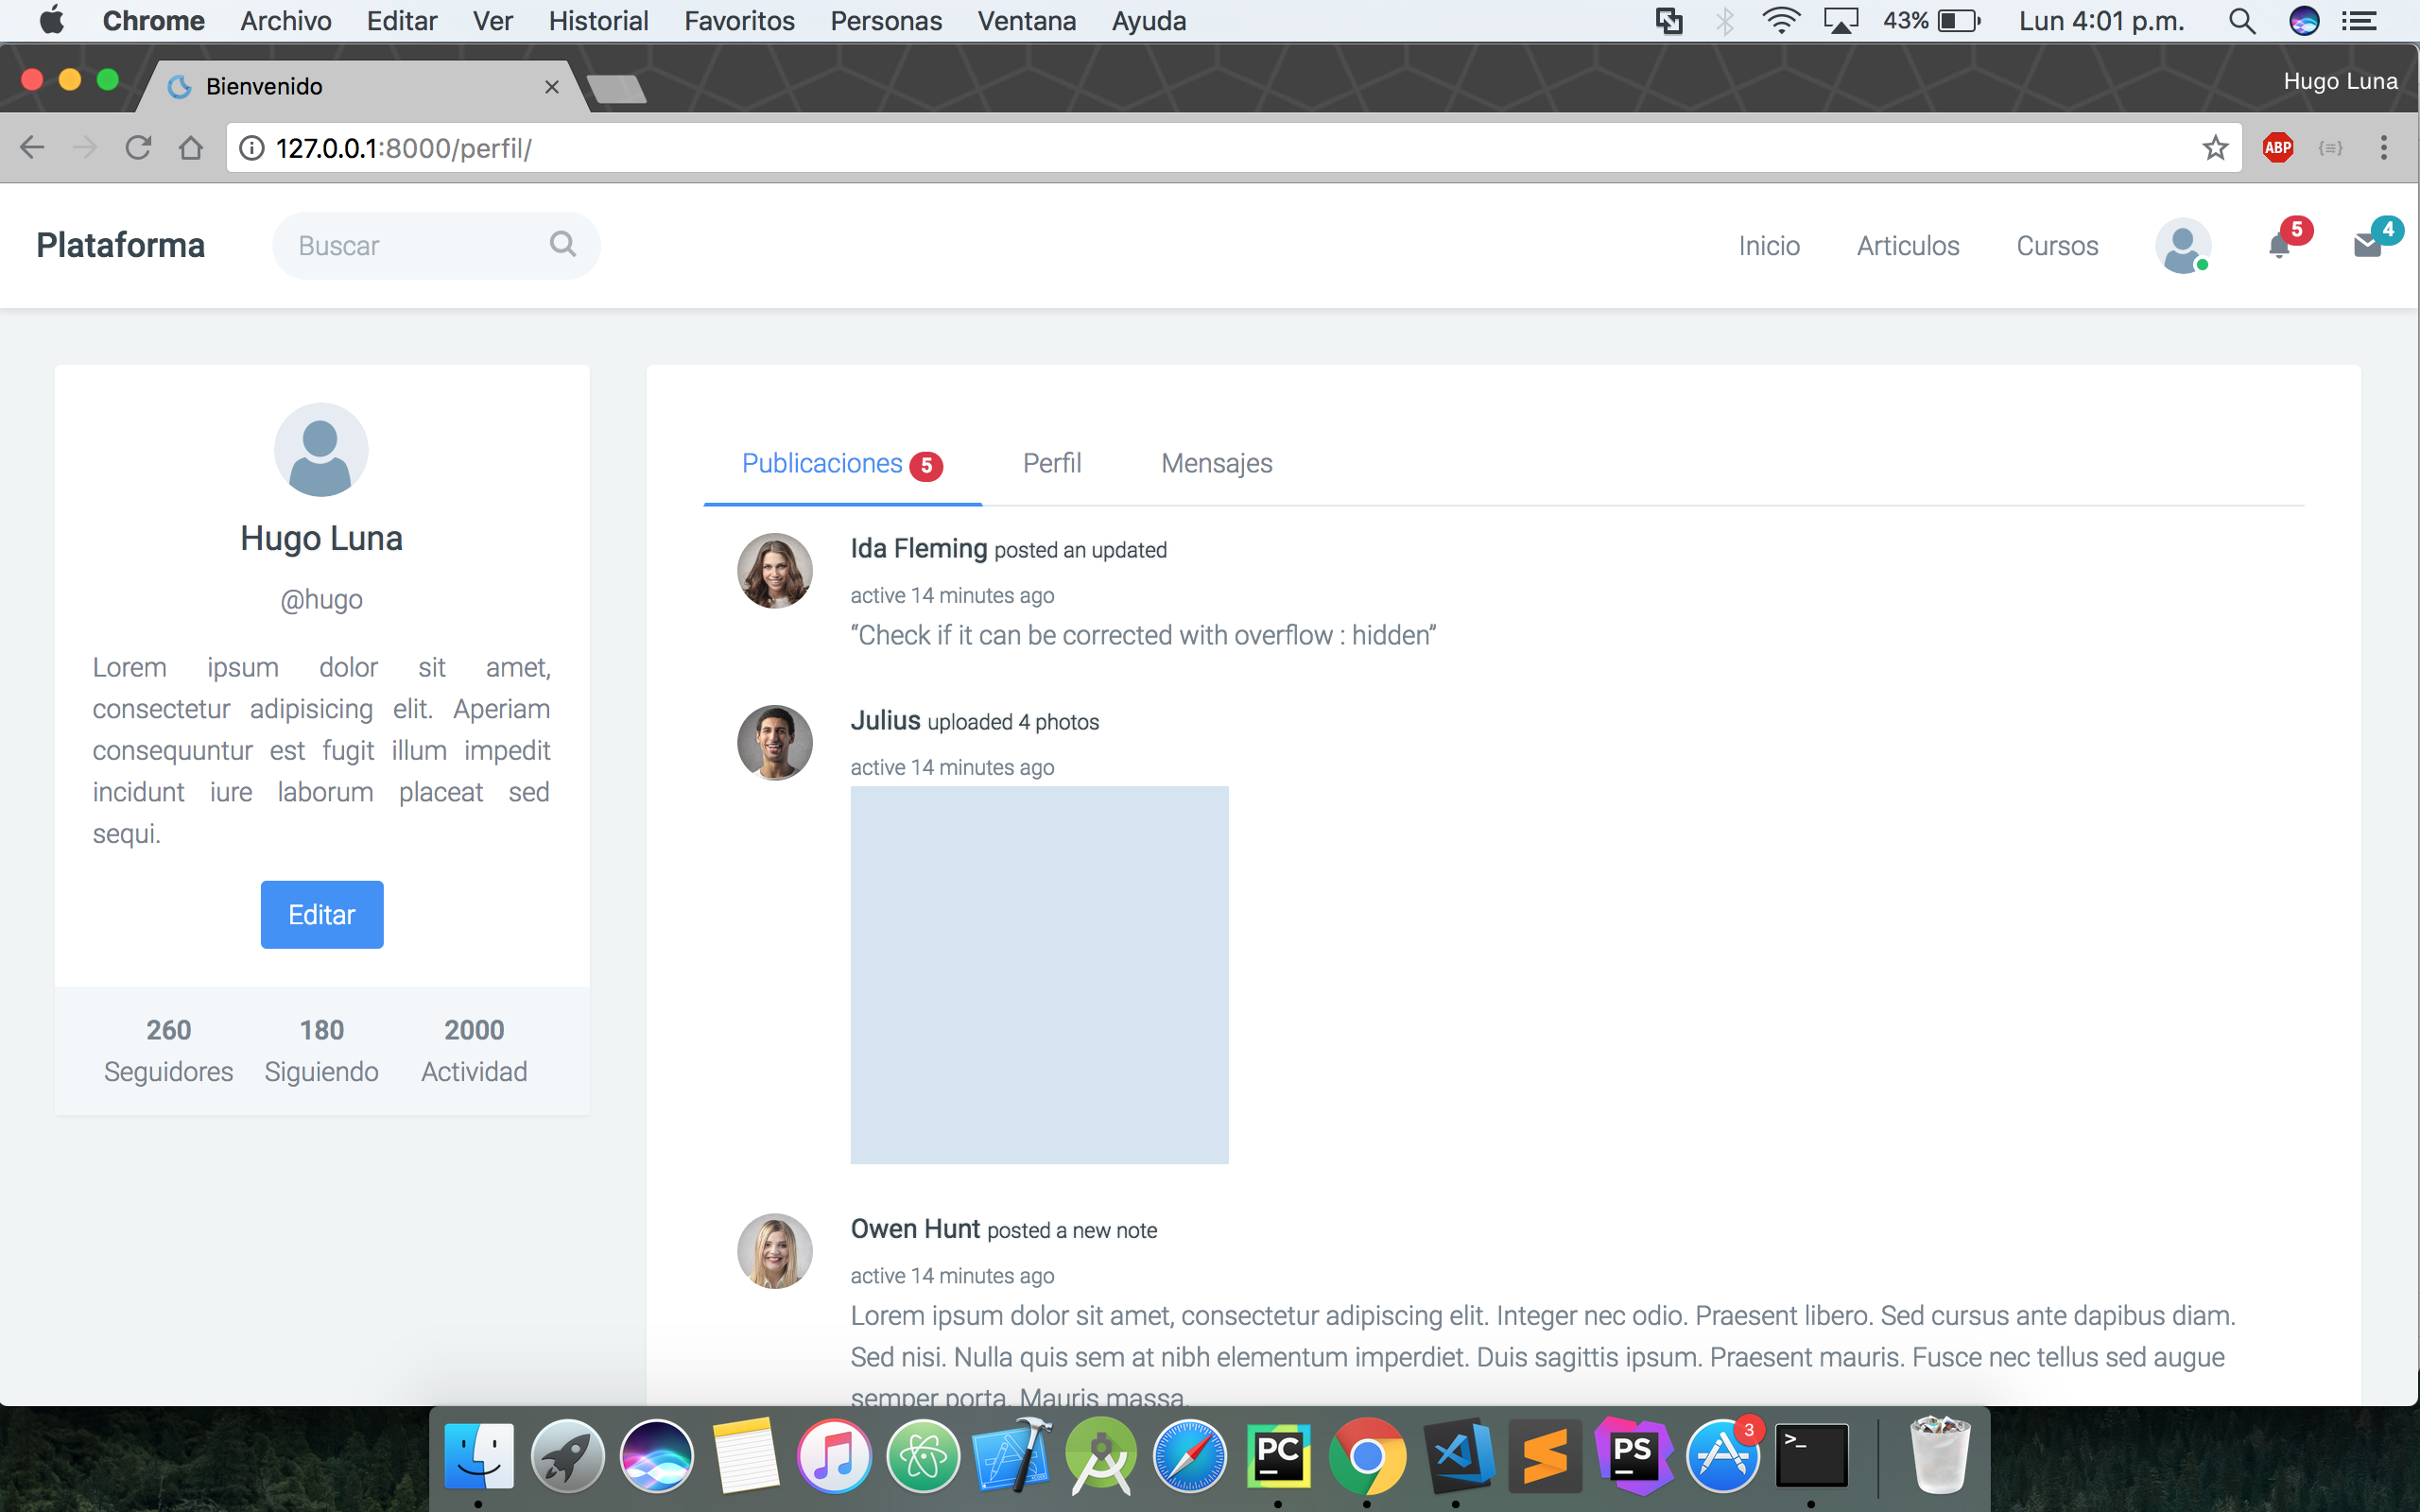 Chrome Archivo Editar Ver Historial Favoritos Personas Ventana Ayuda 43% Lun 4:01 p.m.
Bienvenido Hugo Luna
127.0.0.1:8000/perfil/ ABP {≡}
Plataforma Buscar Inicio Articulos Cursos 5 4
Hugo Luna
@hugo
Lorem ipsum dolor sit amet,
consectetur adipisicing elit. Aperiam
consequuntur est fugit illum impedit
incidunt iure laborum placeat sed
sequi.
Editar
260 180 2000
Seguidores Siguiendo Actividad
Publicaciones 5 Perfil Mensajes
Ida Fleming posted an updated
active 14 minutes ago
“Check if it can be corrected with overflow : hidden”
Julius uploaded 4 photos
active 14 minutes ago
Owen Hunt posted a new note
active 14 minutes ago
Lorem ipsum dolor sit amet, consectetur adipiscing elit. Integer nec odio. Praesent libero. Sed cursus ante dapibus diam.
Sed nisi. Nulla quis sem at nibh elementum imperdiet. Duis sagittis ipsum. Praesent mauris. Fusce nec tellus sed augue
semper porta. Mauris massa.
PC PS 3 >_